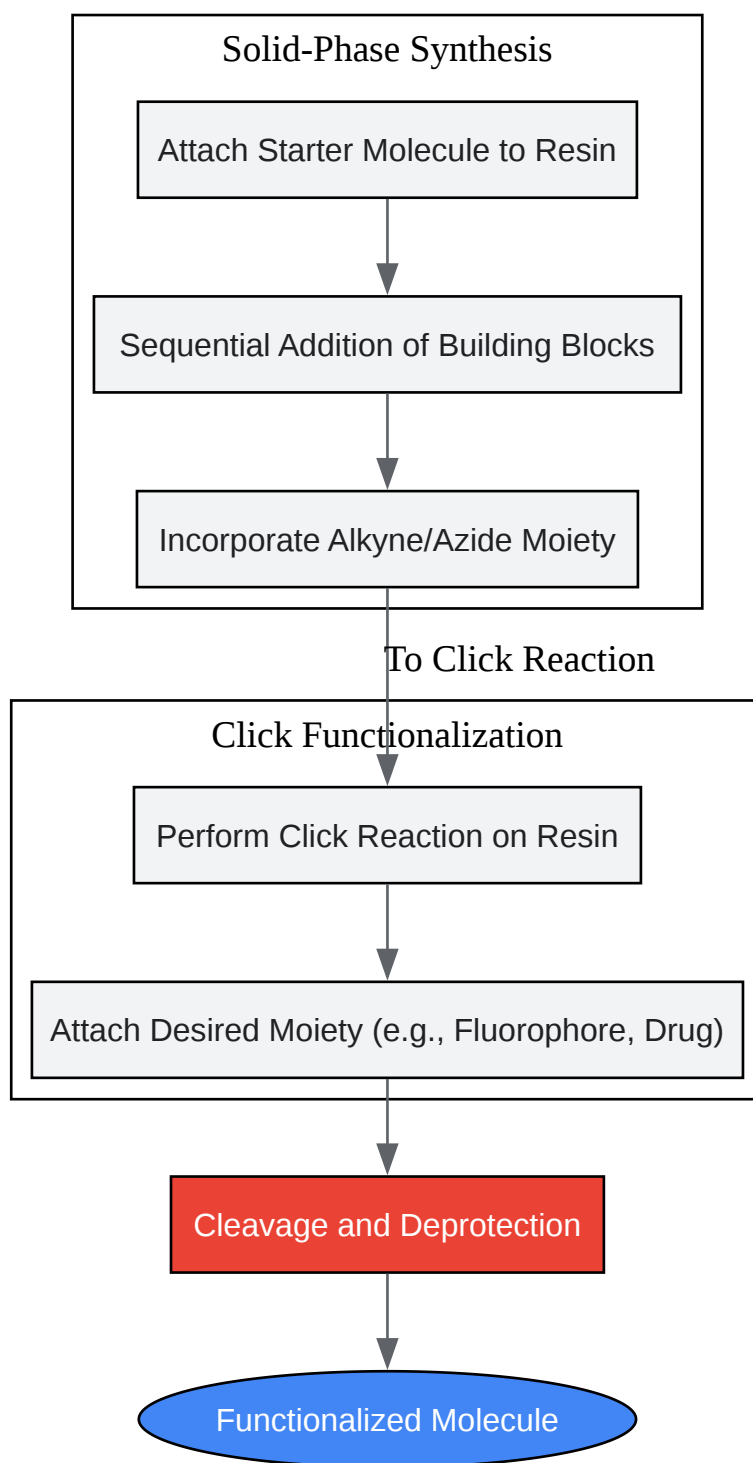 Solid-Phase Synthesis
Attach Starter Molecule to Resin
Sequential Addition of Building Blocks
Incorporate Alkyne/Azide Moiety
To Click Reaction
Click Functionalization
Perform Click Reaction on Resin
Attach Desired Moiety (e.g., Fluorophore, Drug)
Cleavage and Deprotection
Functionalized Molecule